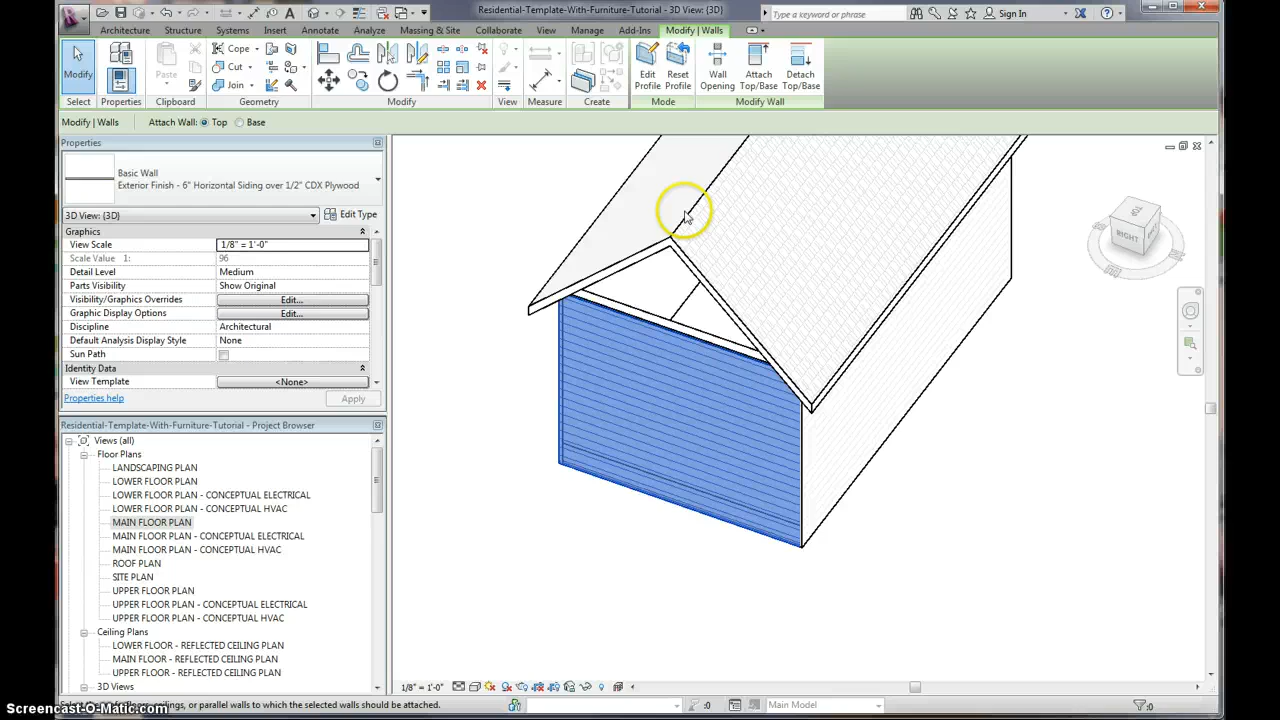 Residential-Template-With-Furniture-Tutorial - 3D View: {3D}
Type a keyword or phrase
Sign In
Architecture Structure Systems Insert Annotate Analyze Massing & Site Collaborate View Manage Add-Ins Modify | Walls
Modify
Paste
Cope
Cut
Join
Edit Profile
Reset Profile
Wall Opening
Attach Top/Base
Detach Top/Base
Select Properties Clipboard Geometry Modify View Measure Create Mode Modify Wall
Modify | Walls Attach Wall: Top Base
Properties
Basic Wall
Exterior Finish - 6" Horizontal Siding over 1/2" CDX Plywood
3D View: {3D} Edit Type
Graphics
View Scale 1/8" = 1'-0"
Scale Value 1: 96
Detail Level Medium
Parts Visibility Show Original
Visibility/Graphics Overrides Edit...
Graphic Display Options Edit...
Discipline Architectural
Default Analysis Display Style None
Sun Path
Identity Data
View Template <None>
Properties help Apply
Residential-Template-With-Furniture-Tutorial - Project Browser
Views (all)
Floor Plans
LANDSCAPING PLAN
LOWER FLOOR PLAN
LOWER FLOOR PLAN - CONCEPTUAL ELECTRICAL
LOWER FLOOR PLAN - CONCEPTUAL HVAC
MAIN FLOOR PLAN
MAIN FLOOR PLAN - CONCEPTUAL ELECTRICAL
MAIN FLOOR PLAN - CONCEPTUAL HVAC
ROOF PLAN
SITE PLAN
UPPER FLOOR PLAN
UPPER FLOOR PLAN - CONCEPTUAL ELECTRICAL
UPPER FLOOR PLAN - CONCEPTUAL HVAC
Ceiling Plans
LOWER FLOOR - REFLECTED CEILING PLAN
MAIN FLOOR - REFLECTED CEILING PLAN
UPPER FLOOR - REFLECTED CEILING PLAN
3D Views
RIGHT
1/8" = 1'-0"
ceilings, or parallel walls to which the selected walls should be attached.
:0 Main Model :0
Screencast-O-Matic.com